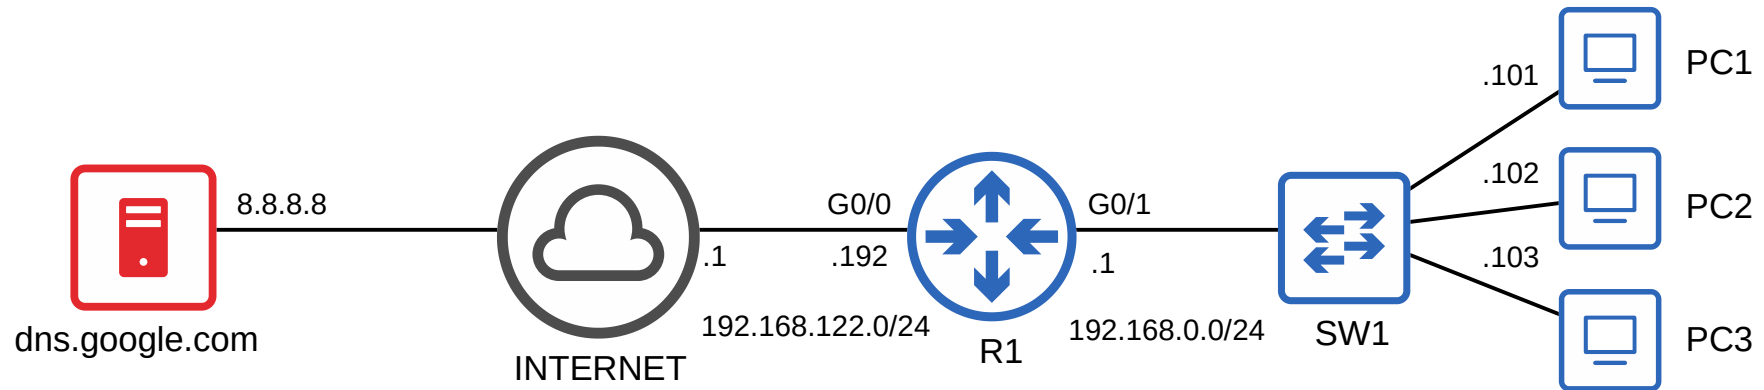 PC1
.101
.102
PC2
8.8.8.8
G0/0
G0/1
.1
.192
.1
.103
192.168.122.0/24
192.168.0.0/24
dns.google.com
INTERNET
R1
SW1
PC3